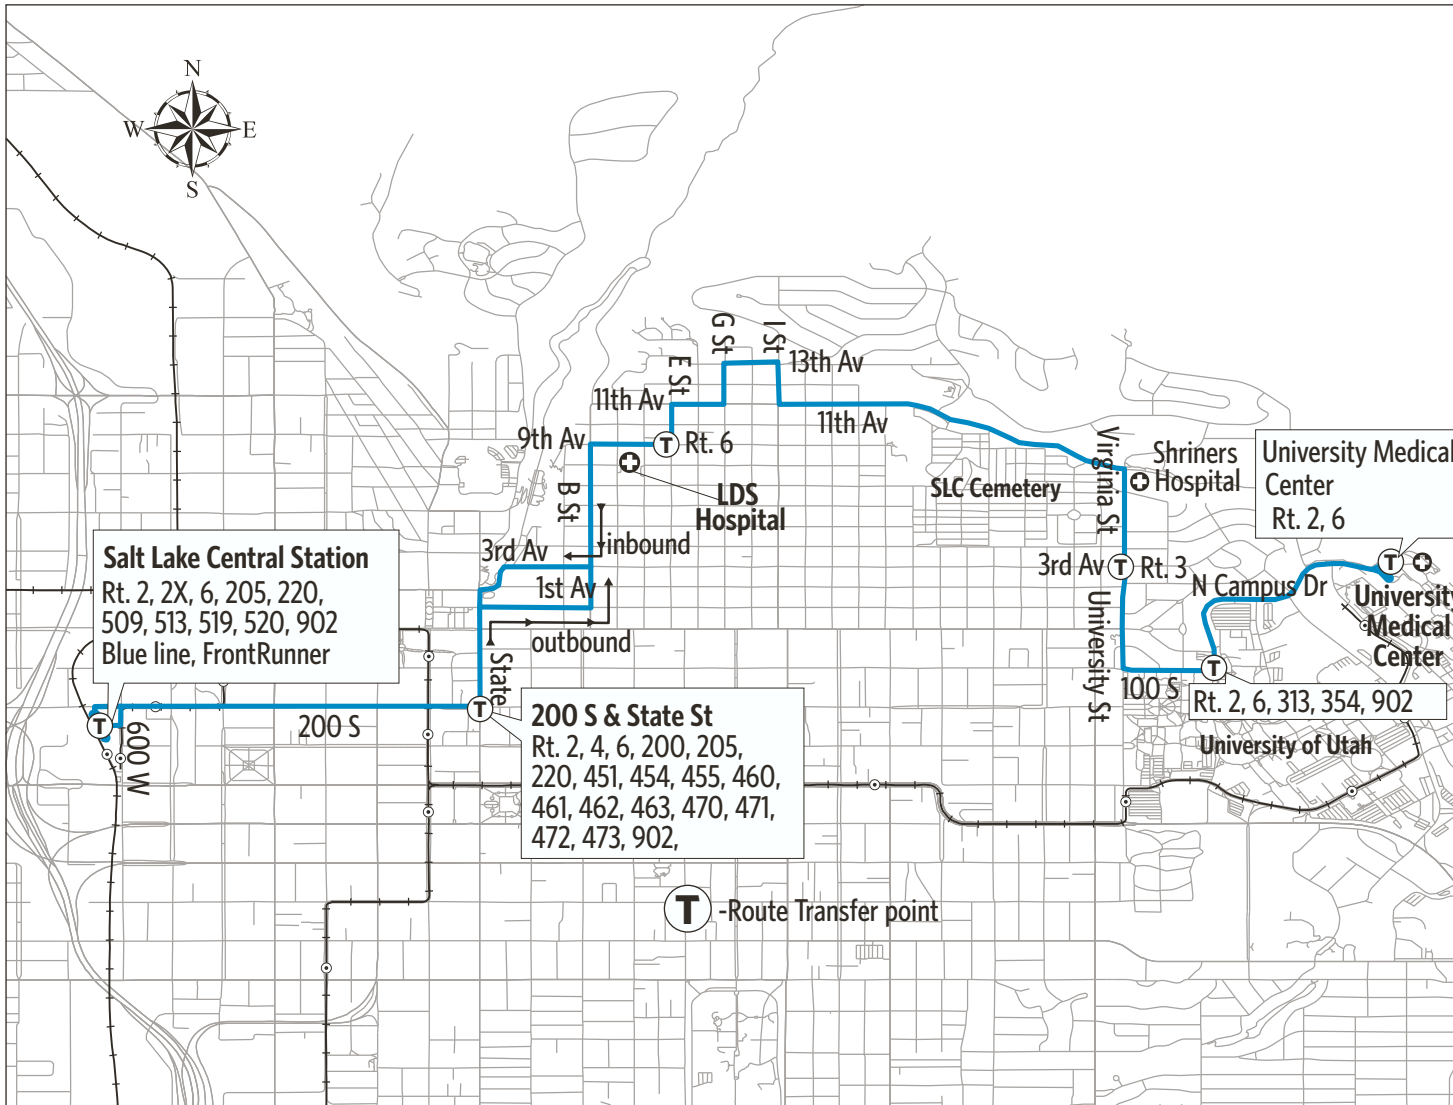 N
W E
S
G St
I St
13th Av
E St
11th Av
11th Av
9th Av
T Rt. 6
B St
LDS
Hospital
Virginia St
Shriners
Hospital
SLC Cemetery
University Medical
Center
Rt. 2, 6
inbound
3rd Av
1st Av
outbound
State
Salt Lake Central Station
Rt. 2, 2X, 6, 205, 220,
509, 513, 519, 520, 902
Blue line, FrontRunner
3rd Av T Rt. 3
T
N Campus Dr
University
Medical
Center
University St
100 S
T
Rt. 2, 6, 313, 354, 902
University of Utah
T
600 W
200 S
T
200 S & State St
Rt. 2, 4, 6, 200, 205,
220, 451, 454, 455, 460,
461, 462, 463, 470, 471,
472, 473, 902,
T -Route Transfer point